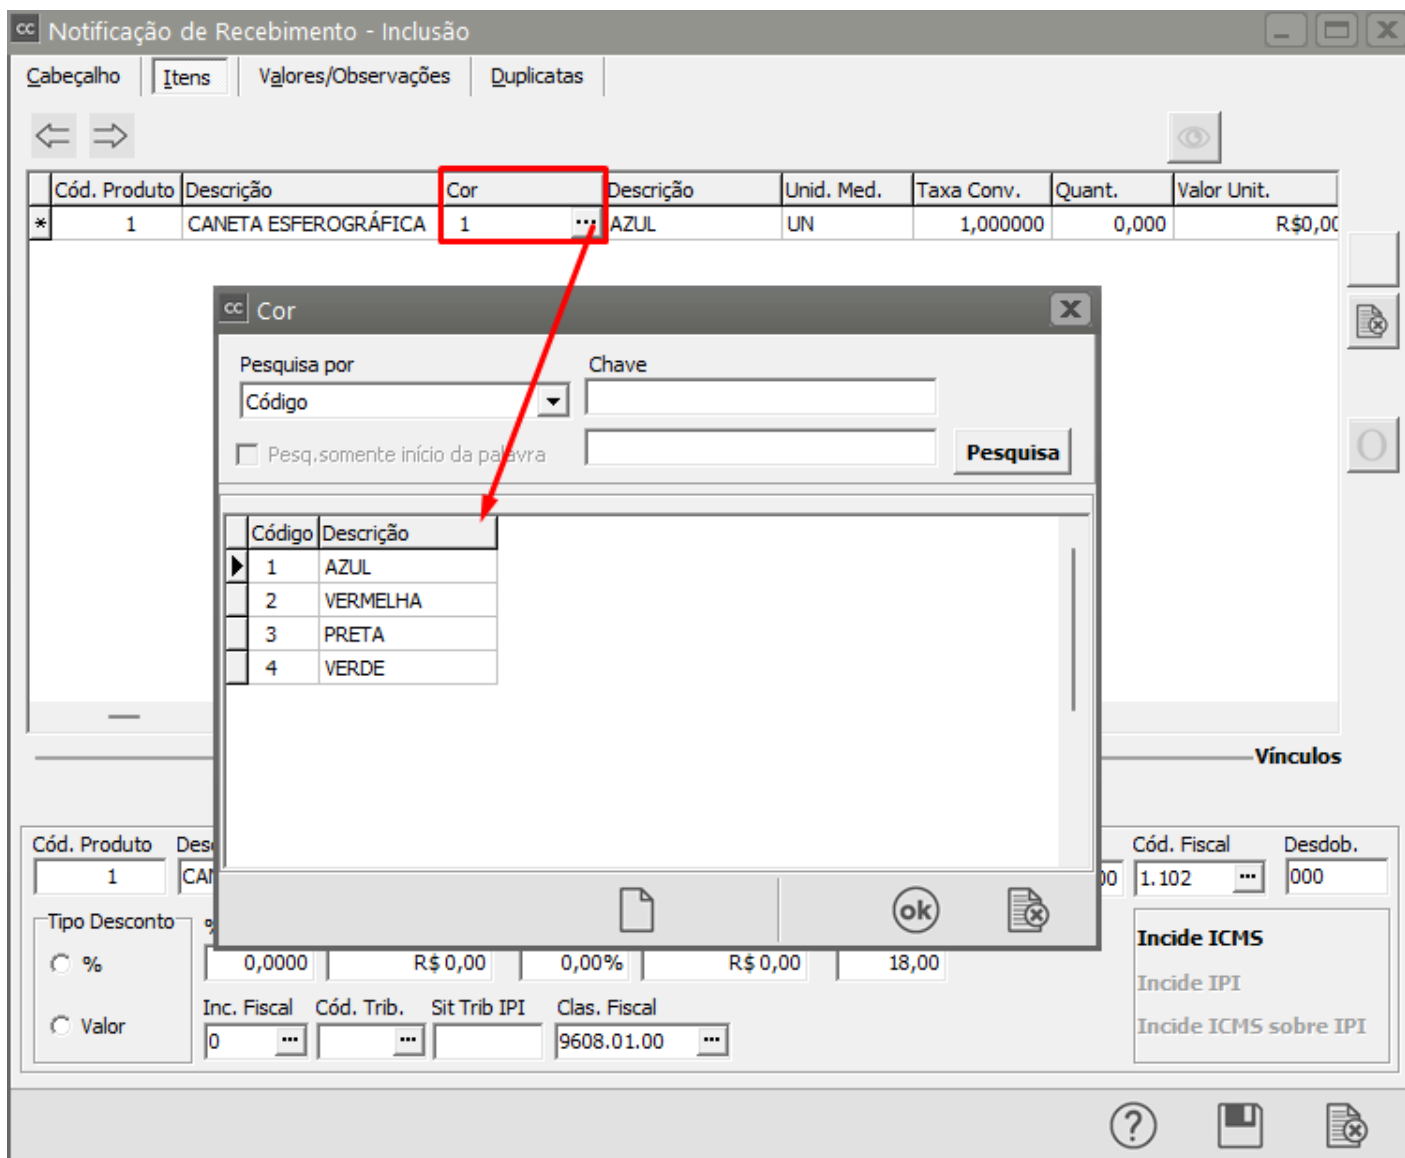 cc Notificação de Recebimento - Inclusão
Cabeçalho Itens Valores/Observações Duplicatas
Cód. Produto Descrição Cor Descrição Unid. Med. Taxa Conv. Quant. Valor Unit.
* 1 CANETA ESFEROGRÁFICA 1 ... AZUL UN 1,000000 0,000 R$0,00
cc Cor
Pesquisa por Chave
Código
Pesq.somente início da palavra Pesquisa
Código Descrição
1 AZUL
2 VERMELHA
3 PRETA
4 VERDE
Vínculos
Cód. Produto Cód. Fiscal Desdob.
1 1.102 ... 000
Tipo Desconto
ok
Incide ICMS
% 0,0000 R$ 0,00 0,00% R$ 0,00 18,00
Incide IPI
Inc. Fiscal Cód. Trib. Sit Trib IPI Clas. Fiscal
Valor 0 ... ... 9608.01.00 ...
Incide ICMS sobre IPI
?